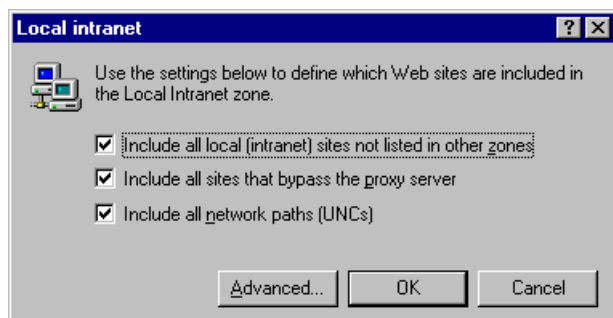 Local intranet
Use the settings below to define which Web sites are included in
the Local Intranet zone.
Include all local (intranet) sites not listed in other zones
Include all sites that bypass the proxy server
Include all network paths (UNCs)
Advanced... OK Cancel